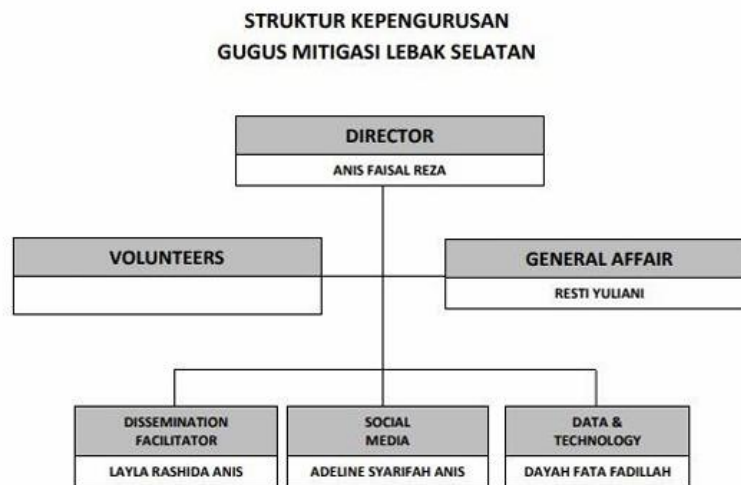 STRUKTUR KEPENGURUSAN
GUGUS MITIGASI LEBAK SELATAN
DIRECTOR
ANIS FAISAL REZA
VOLUNTEERS
GENERAL AFFAIR
RESTI YULIANI
DISSEMINATION
FACILITATOR
LAYLA RASHIDA ANIS
SOCIAL
MEDIA
ADELINE SYARIFAH ANIS
DATA &
TECHNOLOGY
DAYAH FATA FADILLAH